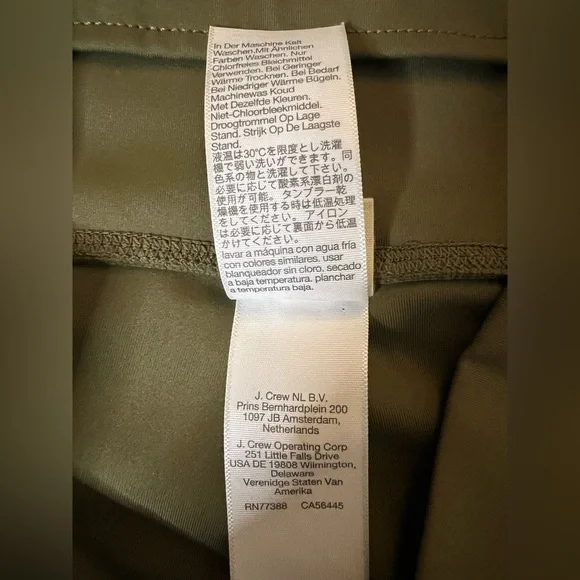 In Der Maschine Kalt
Waschen.Mit Ähnlichen
Farben Waschen. Nur
Chlorfreies Bleichmittel
Verwenden. Bei Geringer
Wärme Trocknen. Bei Bedarf
Bei Niedriger Wärme Bügeln.
Machinewas Koud
Met Dezelfde Kleuren.
Niet-Chloorbleekmiddel.
Droogtrommel Op Lage
Stand. Strijk Op De Laagste
Stand.
液温は30℃を限度とし洗濯
機で弱い洗いができます。同
色系の物と洗濯して下さい。
必要に応じて酸素系漂白剤の
使用が可能。タンブラー乾
燥機を使用する時は低温処理
をしてください。アイロン
は必要に応じて裏面から低温
かけてください。
lavar a máquina con agua fría
con colores similares. usar
blanqueador sin cloro. secado
a baja temperatura. planchar
a temperatura baja.
J. Crew NL B.V.
Prins Bernhardplein 200
1097 JB Amsterdam,
Netherlands
J. Crew Operating Corp
251 Little Falls Drive
USA DE 19808 Wilmington,
Delaware
Verenidge Staten Van
Amerika
RN77388 CA56445